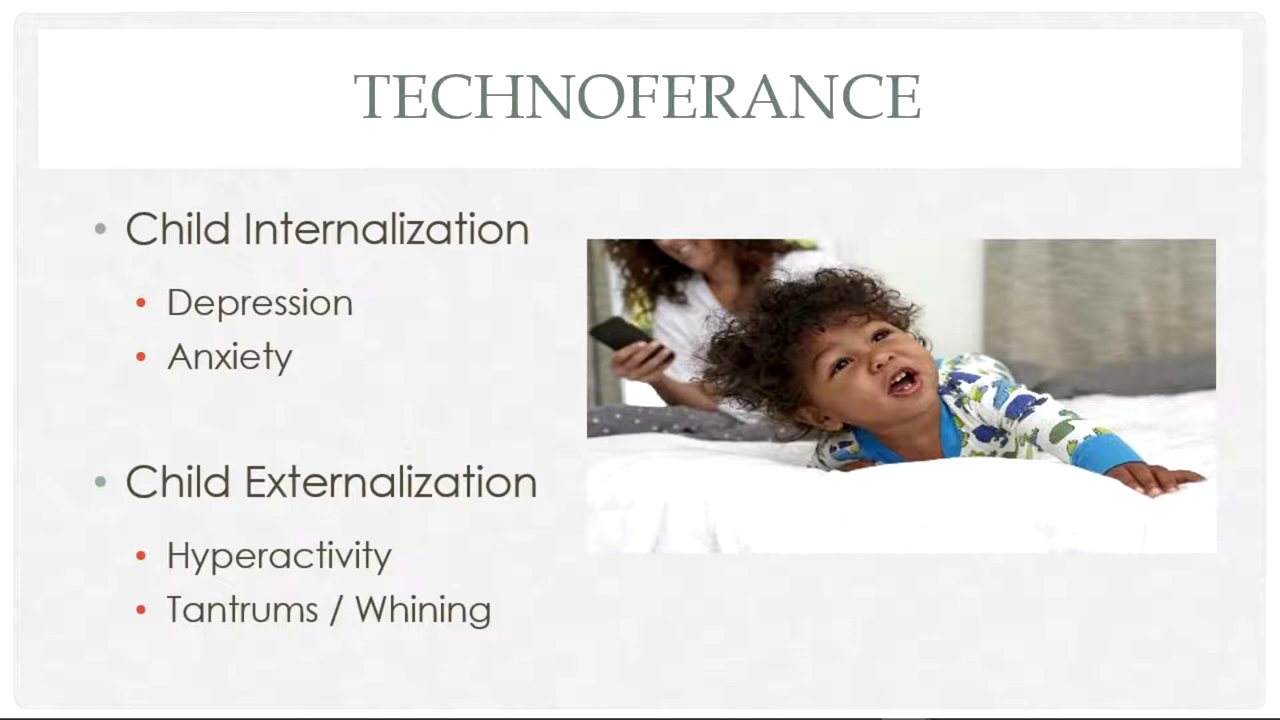 TECHNOFERANCE
• Child Internalization
• Depression
• Anxiety
• Child Externalization
• Hyperactivity
• Tantrums / Whining